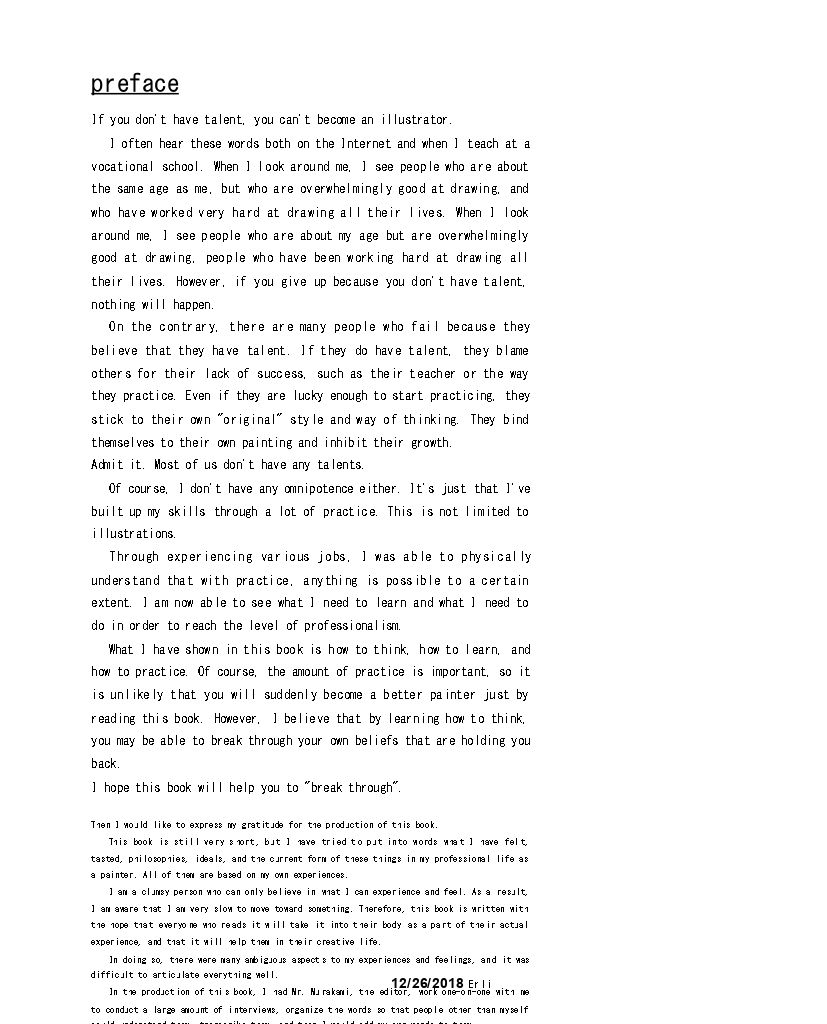 preface
If you don't have talent, you can't become an illustrator.
I often hear these words both on the Internet and when I teach at a
vocational school. When I look around me, I see people who are about
the same age as me, but who are overwhelmingly good at drawing, and
who have worked very hard at drawing all their lives. When I look
around me, I see people who are about my age but are overwhelmingly
good at drawing, people who have been working hard at drawing all
their lives. However, if you give up because you don't have talent,
nothing will happen.
On the contrary, there are many people who fail because they
believe that they have talent. If they do have talent, they blame
others for their lack of success, such as their teacher or the way
they practice. Even if they are lucky enough to start practicing, they
stick to their own "original" style and way of thinking. They bind
themselves to their own painting and inhibit their growth.
Admit it. Most of us don't have any talents.
Of course, I don't have any omnipotence either. It's just that I've
built up my skills through a lot of practice. This is not limited to
illustrations.
Through experiencing various jobs, I was able to physically
understand that with practice, anything is possible to a certain
extent. I am now able to see what I need to learn and what I need to
do in order to reach the level of professionalism.
What I have shown in this book is how to think, how to learn, and
how to practice. Of course, the amount of practice is important, so it
is unlikely that you will suddenly become a better painter just by
reading this book. However, I believe that by learning how to think,
you may be able to break through your own beliefs that are holding you
back.
I hope this book will help you to "break through".
Then I would like to express my gratitude for the production of this book.
This book is still very short, but I have tried to put into words what I have felt,
tasted, philosophies, ideals, and the current form of these things in my professional life as
a painter. All of them are based on my own experiences.
I am a clumsy person who can only believe in what I can experience and feel. As a result,
I am aware that I am very slow to move toward something. Therefore, this book is written with
the hope that everyone who reads it will take it into their body as a part of their actual
experience, and that it will help them in their creative life.
In doing so, there were many ambiguous aspects to my experiences and feelings, and it was
difficult to articulate everything well.
12/26/2018 Erli
In the production of this book, I had Mr. Murakami, the editor, work one-on-one with me
to conduct a large amount of interviews, organize the words so that people other than myself
could understand them, transcribe them, and then I would add my own words to them.